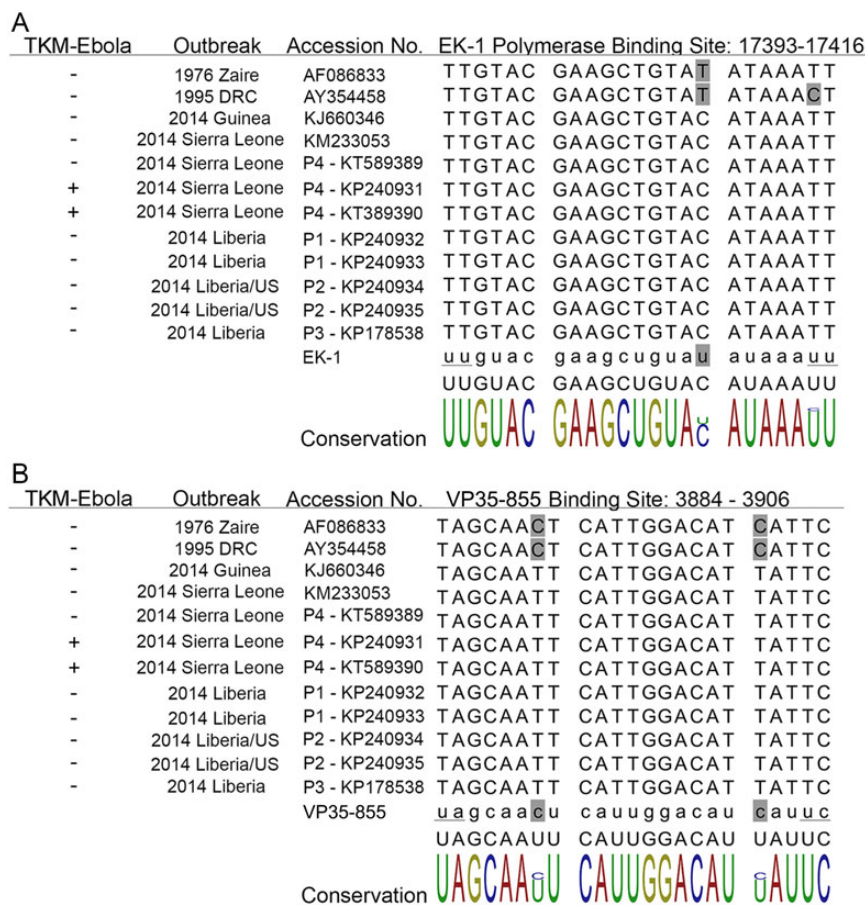 A
TKM-Ebola Outbreak Accession No. EK-1 Polymerase Binding Site: 17393-17416
- 1976 Zaire AF086833 TTGTAC GAAGCTGTAT ATAAATT
- 1995 DRC AY354458 TTGTAC GAAGCTGTAT ATAAACT
- 2014 Guinea KJ660346 TTGTAC GAAGCTGTAC ATAAATT
- 2014 Sierra Leone KM233053 TTGTAC GAAGCTGTAC ATAAATT
- 2014 Sierra Leone P4 - KT589389 TTGTAC GAAGCTGTAC ATAAATT
+ 2014 Sierra Leone P4 - KP240931 TTGTAC GAAGCTGTAC ATAAATT
+ 2014 Sierra Leone P4 - KT389390 TTGTAC GAAGCTGTAC ATAAATT
- 2014 Liberia P1 - KP240932 TTGTAC GAAGCTGTAC ATAAATT
- 2014 Liberia P1 - KP240933 TTGTAC GAAGCTGTAC ATAAATT
- 2014 Liberia/US P2 - KP240934 TTGTAC GAAGCTGTAC ATAAATT
- 2014 Liberia/US P2 - KP240935 TTGTAC GAAGCTGTAC ATAAATT
- 2014 Liberia P3 - KP178538 TTGTAC GAAGCTGTAC ATAAATT
EK-1 uuguac gaagcuguau auaaauu
UUGUAC GAAGCUGUAC AUAAAUU
Conservation UUGUAC GAAGCUGUAUC AUAAACUU
B
TKM-Ebola Outbreak Accession No. VP35-855 Binding Site: 3884 - 3906
- 1976 Zaire AF086833 TAGCAACT CATTGGACAT CATTC
- 1995 DRC AY354458 TAGCAACT CATTGGACAT CATTC
- 2014 Guinea KJ660346 TAGCAATT CATTGGACAT TATTC
- 2014 Sierra Leone KM233053 TAGCAATT CATTGGACAT TATTC
- 2014 Sierra Leone P4 - KT589389 TAGCAATT CATTGGACAT TATTC
+ 2014 Sierra Leone P4 - KP240931 TAGCAATT CATTGGACAT TATTC
+ 2014 Sierra Leone P4 - KT589390 TAGCAATT CATTGGACAT TATTC
- 2014 Liberia P1 - KP240932 TAGCAATT CATTGGACAT TATTC
- 2014 Liberia P1 - KP240933 TAGCAATT CATTGGACAT TATTC
- 2014 Liberia/US P2 - KP240934 TAGCAATT CATTGGACAT TATTC
- 2014 Liberia/US P2 - KP240935 TAGCAATT CATTGGACAT TATTC
- 2014 Liberia P3 - KP178538 TAGCAATT CATTGGACAT TATTC
VP35-855 uagcaacu cauuggacau cauuc
UAGCAAUU CAUUGGACAU UAUUC
Conservation UAGCAACUU CAUUGGACAU CUAUUC